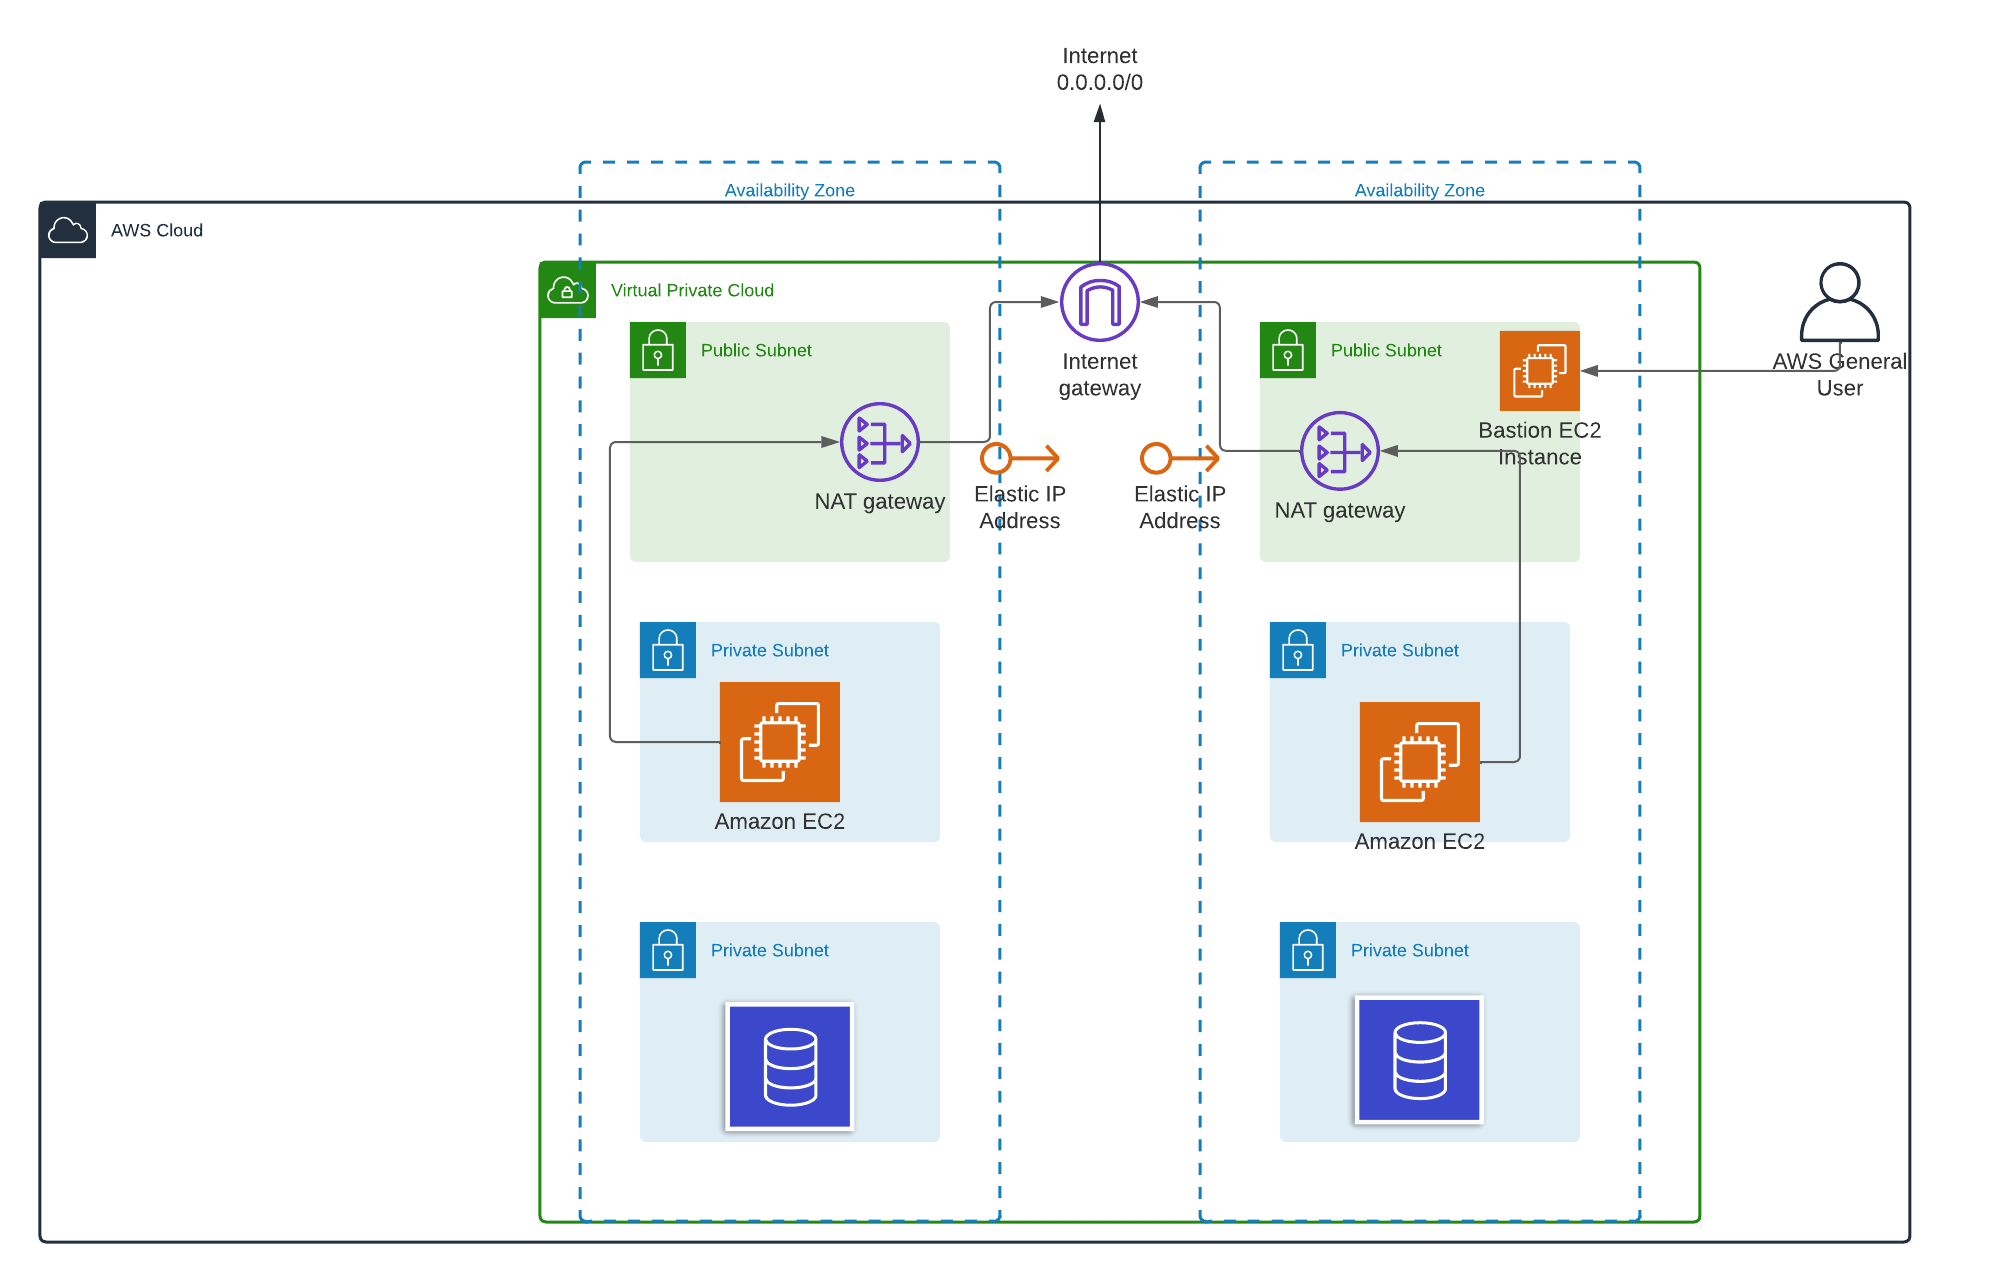 Internet
0.0.0.0/0
Availability Zone
Availability Zone
AWS Cloud
Virtual Private Cloud
Public Subnet
Internet
gateway
Public Subnet
AWS General
User
Bastion EC2
Instance
NAT gateway
Elastic IP
Address
Elastic IP
Address
NAT gateway
Private Subnet
Private Subnet
Amazon EC2
Amazon EC2
Private Subnet
Private Subnet